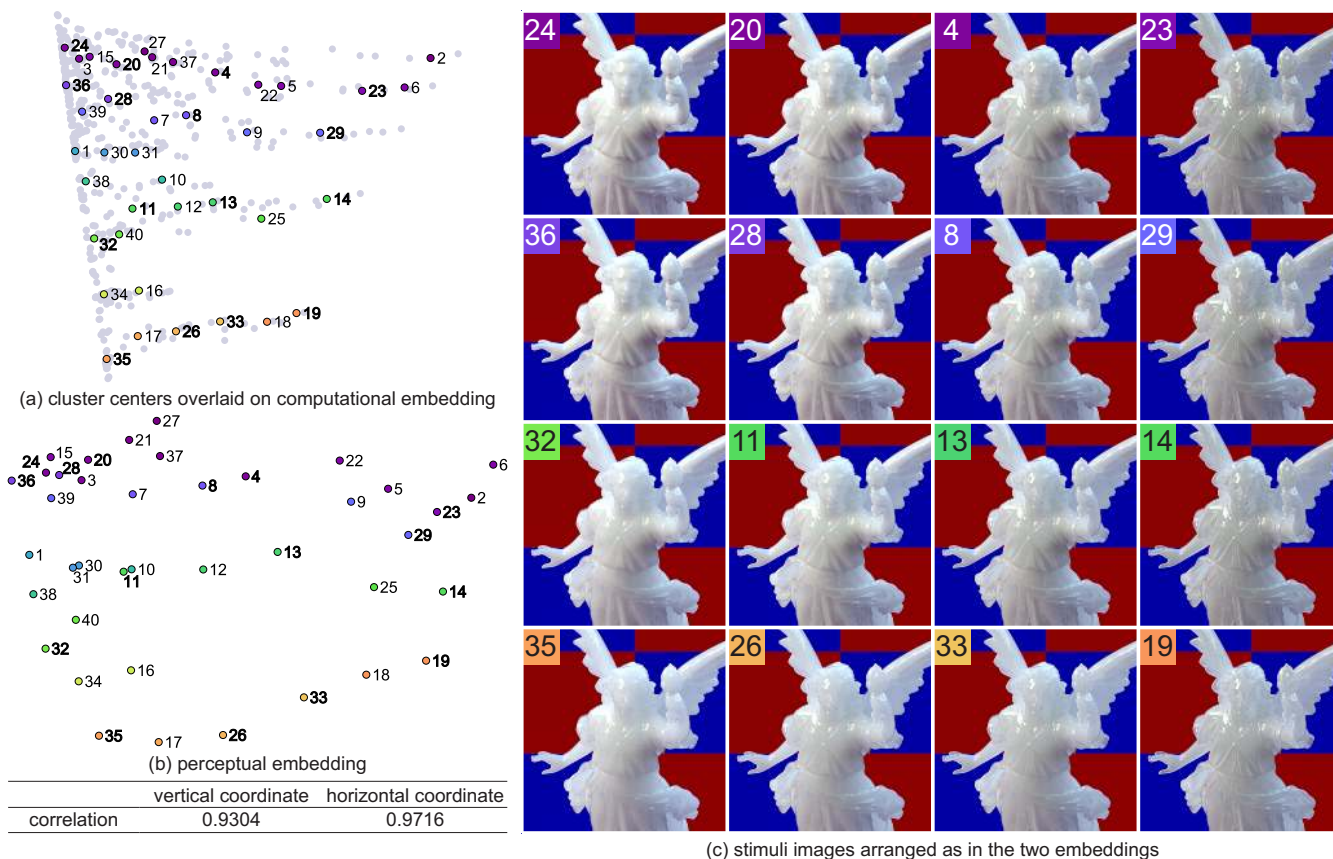 24 27 15 3 20 21 37 4 2
36 28 22 5 23 6
39 7 8 9 29
1 30 31
38 10
11 12 13 14 25
32 40
34 16
17 26 33 18 19
35
(a) cluster centers overlaid on computational embedding
27
21
24 15 20 37 22 6
36 28 3 4 5
39 7 8 9 2
23
29
1 13
30
31 11 10 12
38 25 14
40
32
34 16 18 19
33
35 17 26
(b) perceptual embedding
vertical coordinate horizontal coordinate
correlation 0.9304 0.9716
24 20 4 23
36 28 8 29
32 11 13 14
35 26 33 19
(c) stimuli images arranged as in the two embeddings